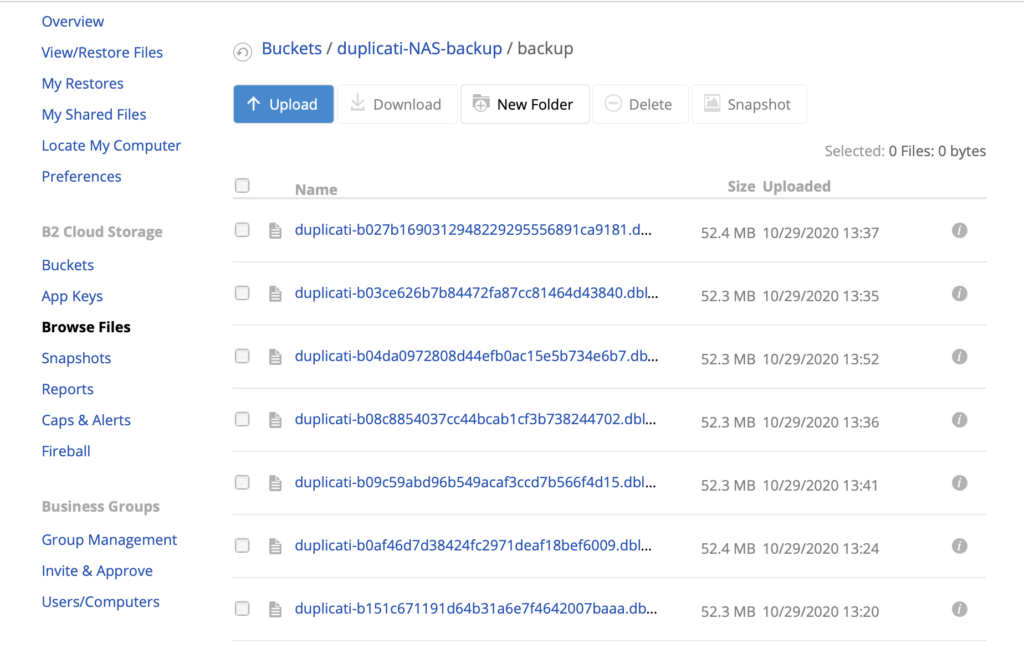 Overview
View/Restore Files
My Restores
My Shared Files
Locate My Computer
Preferences
B2 Cloud Storage
Buckets
App Keys
Browse Files
Snapshots
Reports
Caps & Alerts
Fireball
Business Groups
Group Management
Invite & Approve
Users/Computers
Buckets / duplicati-NAS-backup / backup
Upload Download New Folder Delete Snapshot
Selected: 0 Files: 0 bytes
Name Size Uploaded
duplicati-b027b1690312948229295556891ca9181.d... 52.4 MB 10/29/2020 13:37
duplicati-b03ce626b7b84472fa87cc81464d43840.dbl... 52.3 MB 10/29/2020 13:35
duplicati-b04da0972808d44efb0ac15e5b734e6b7.db... 52.3 MB 10/29/2020 13:52
duplicati-b08c8854037cc44bcab1cf3b738244702.dbl... 52.3 MB 10/29/2020 13:36
duplicati-b09c59abd96b549acaf3ccd7b566f4d15.dbl... 52.3 MB 10/29/2020 13:41
duplicati-b0af46d7d38424fc2971deaf18bef6009.dbl... 52.4 MB 10/29/2020 13:24
duplicati-b151c671191d64b31a6e7f4642007baaa.db... 52.3 MB 10/29/2020 13:20